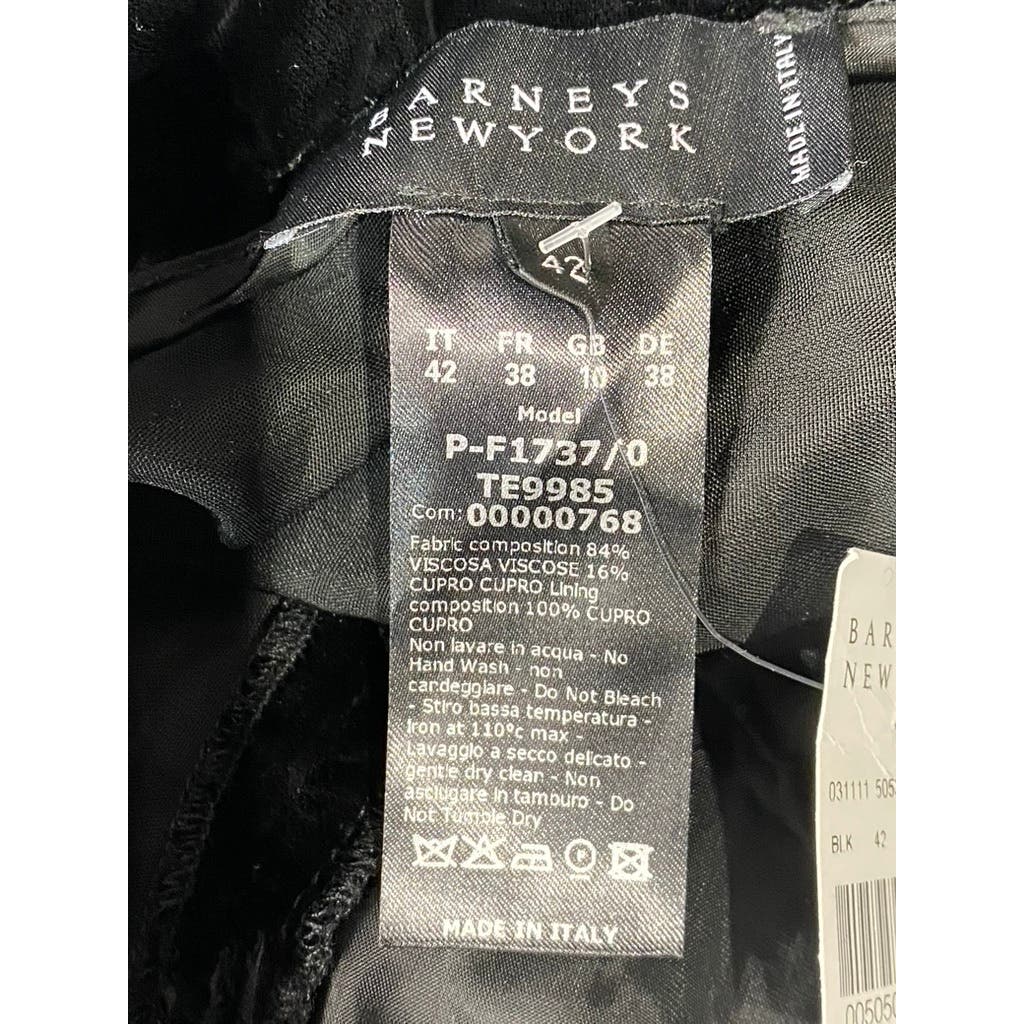 BARNEYS
NEWYORK
MADE IN ITALY
42
IT FR GB DE
42 38 10 38
Model
P-F1737/0
TE9985
Com: 00000768
Fabric composition 84%
VISCOSA VISCOSE 16%
CUPRO CUPRO Lining
composition 100% CUPRO
CUPRO
Non lavare in acqua - No
Hand Wash - non
candeggiare - Do Not Bleach
- Stiro bassa temperatura -
Iron at 110°c max -
Lavaggio a secco delicato -
gentle dry clean - Non
asciugare in tamburo - Do
Not Tumble Dry
MADE IN ITALY
BAR
NEW
031111 505
BLK 42
00505